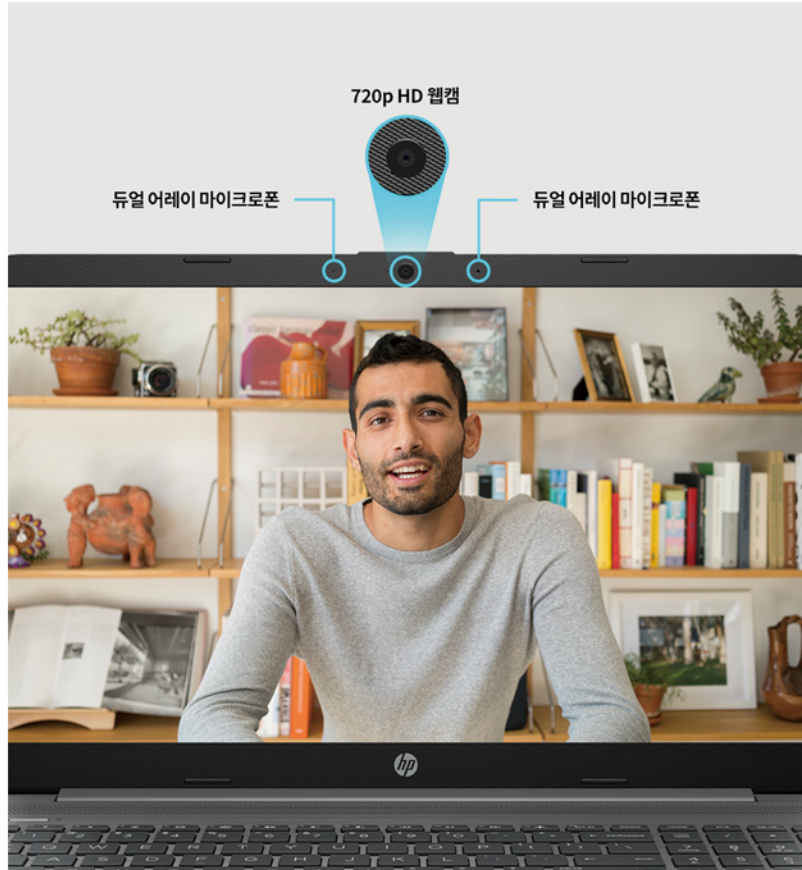 720p HD 웹캠
듀얼 어레이 마이크로폰
듀얼 어레이 마이크로폰
hp
Q W E R T Y U I O P
A S D F G H J K L